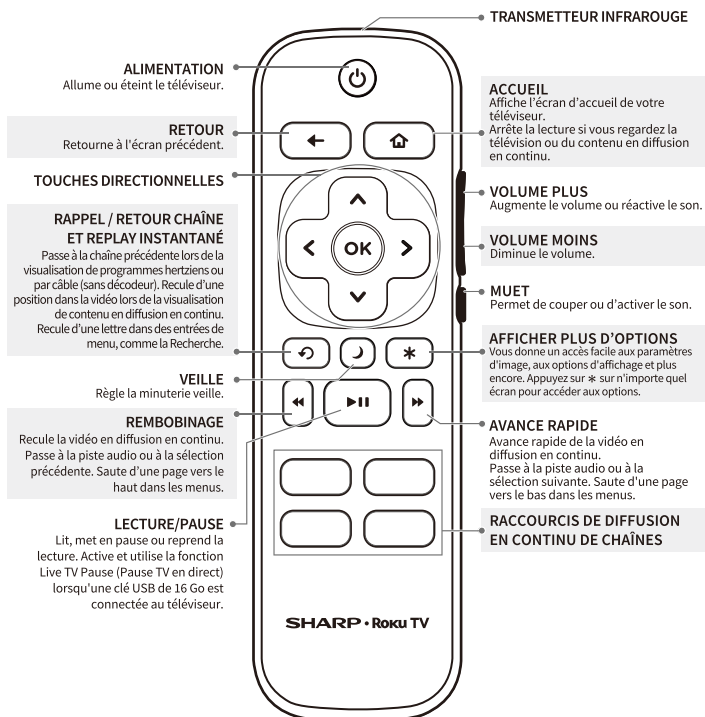 TRANSMETTEUR INFRAROUGE
ALIMENTATION
Allume ou éteint le téléviseur.
RETOUR
Retourne à l'écran précédent.
TOUCHES DIRECTIONNELLES
RAPPEL / RETOUR CHAÎNE
ET REPLAY INSTANTANÉ
Passe à la chaîne précédente lors de la
visualisation de programmes hertziens ou
par câble (sans décodeur). Recule d'une
position dans la vidéo lors de la visualisation
de contenu en diffusion en continu.
Recule d'une lettre dans des entrées de
menu, comme la Recherche.
VEILLE
Règle la minuterie veille.
REMBOBINAGE
Recule la vidéo en diffusion en continu.
Passe à la piste audio ou à la sélection
précédente. Saute d'une page vers le
haut dans les menus.
LECTURE/PAUSE
Lit, met en pause ou reprend la
lecture. Active et utilise la fonction
Live TV Pause (Pause TV en direct)
lorsqu'une clé USB de 16 Go est
connectée au téléviseur.
OK
SHARP • Roku TV
ACCUEIL
Affiche l'écran d'accueil de votre
téléviseur.
Arrête la lecture si vous regardez la
télévision ou du contenu en diffusion
en continu.
VOLUME PLUS
Augmente le volume ou réactive le son.
VOLUME MOINS
Diminue le volume.
MUET
Permet de couper ou d'activer le son.
AFFICHER PLUS D'OPTIONS
Vous donne un accès facile aux paramètres
d'image, aux options d'affichage et plus
encore. Appuyez sur * sur n'importe quel
écran pour accéder aux options.
AVANCE RAPIDE
Avance rapide de la vidéo en
diffusion en continu.
Passe à la piste audio ou à la
sélection suivante. Saute d'une page
vers le bas dans les menus.
RACCOURCIS DE DIFFUSION
EN CONTINU DE CHAÎNES